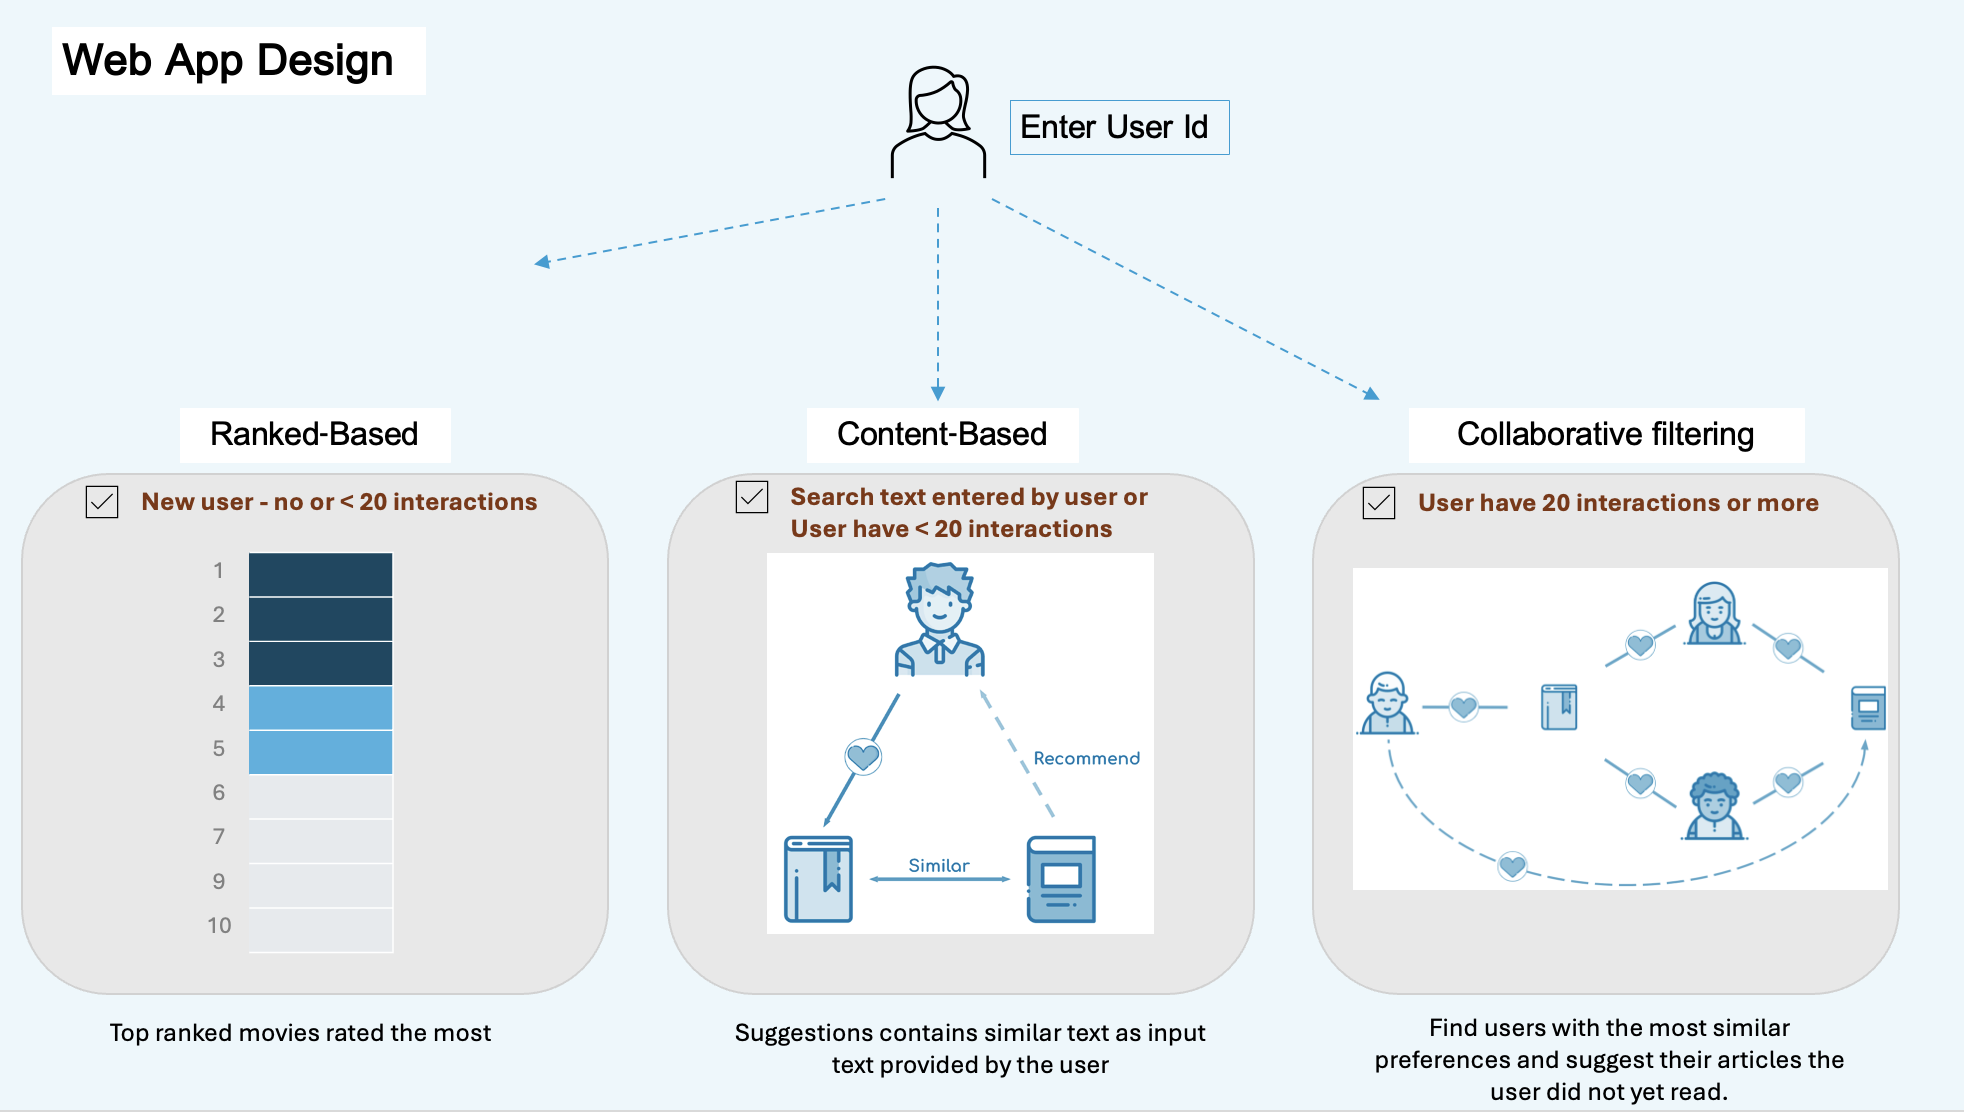 Web App Design
Enter User Id
Ranked-Based
New user - no or < 20 interactions
1
2
3
4
5
6
7
9
10
Top ranked movies rated the most
Content-Based
Search text entered by user or
User have < 20 interactions
Recommend
Similar
Suggestions contains similar text as input
text provided by the user
Collaborative filtering
User have 20 interactions or more
Find users with the most similar
preferences and suggest their articles the
user did not yet read.